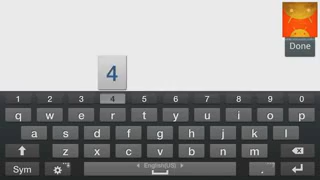 Done
4
1 2 3 4 5 6 7 8 9 0
q w e r t y u i o p
a s d f g h j k l
z x c v b n m
Sym English(US) .